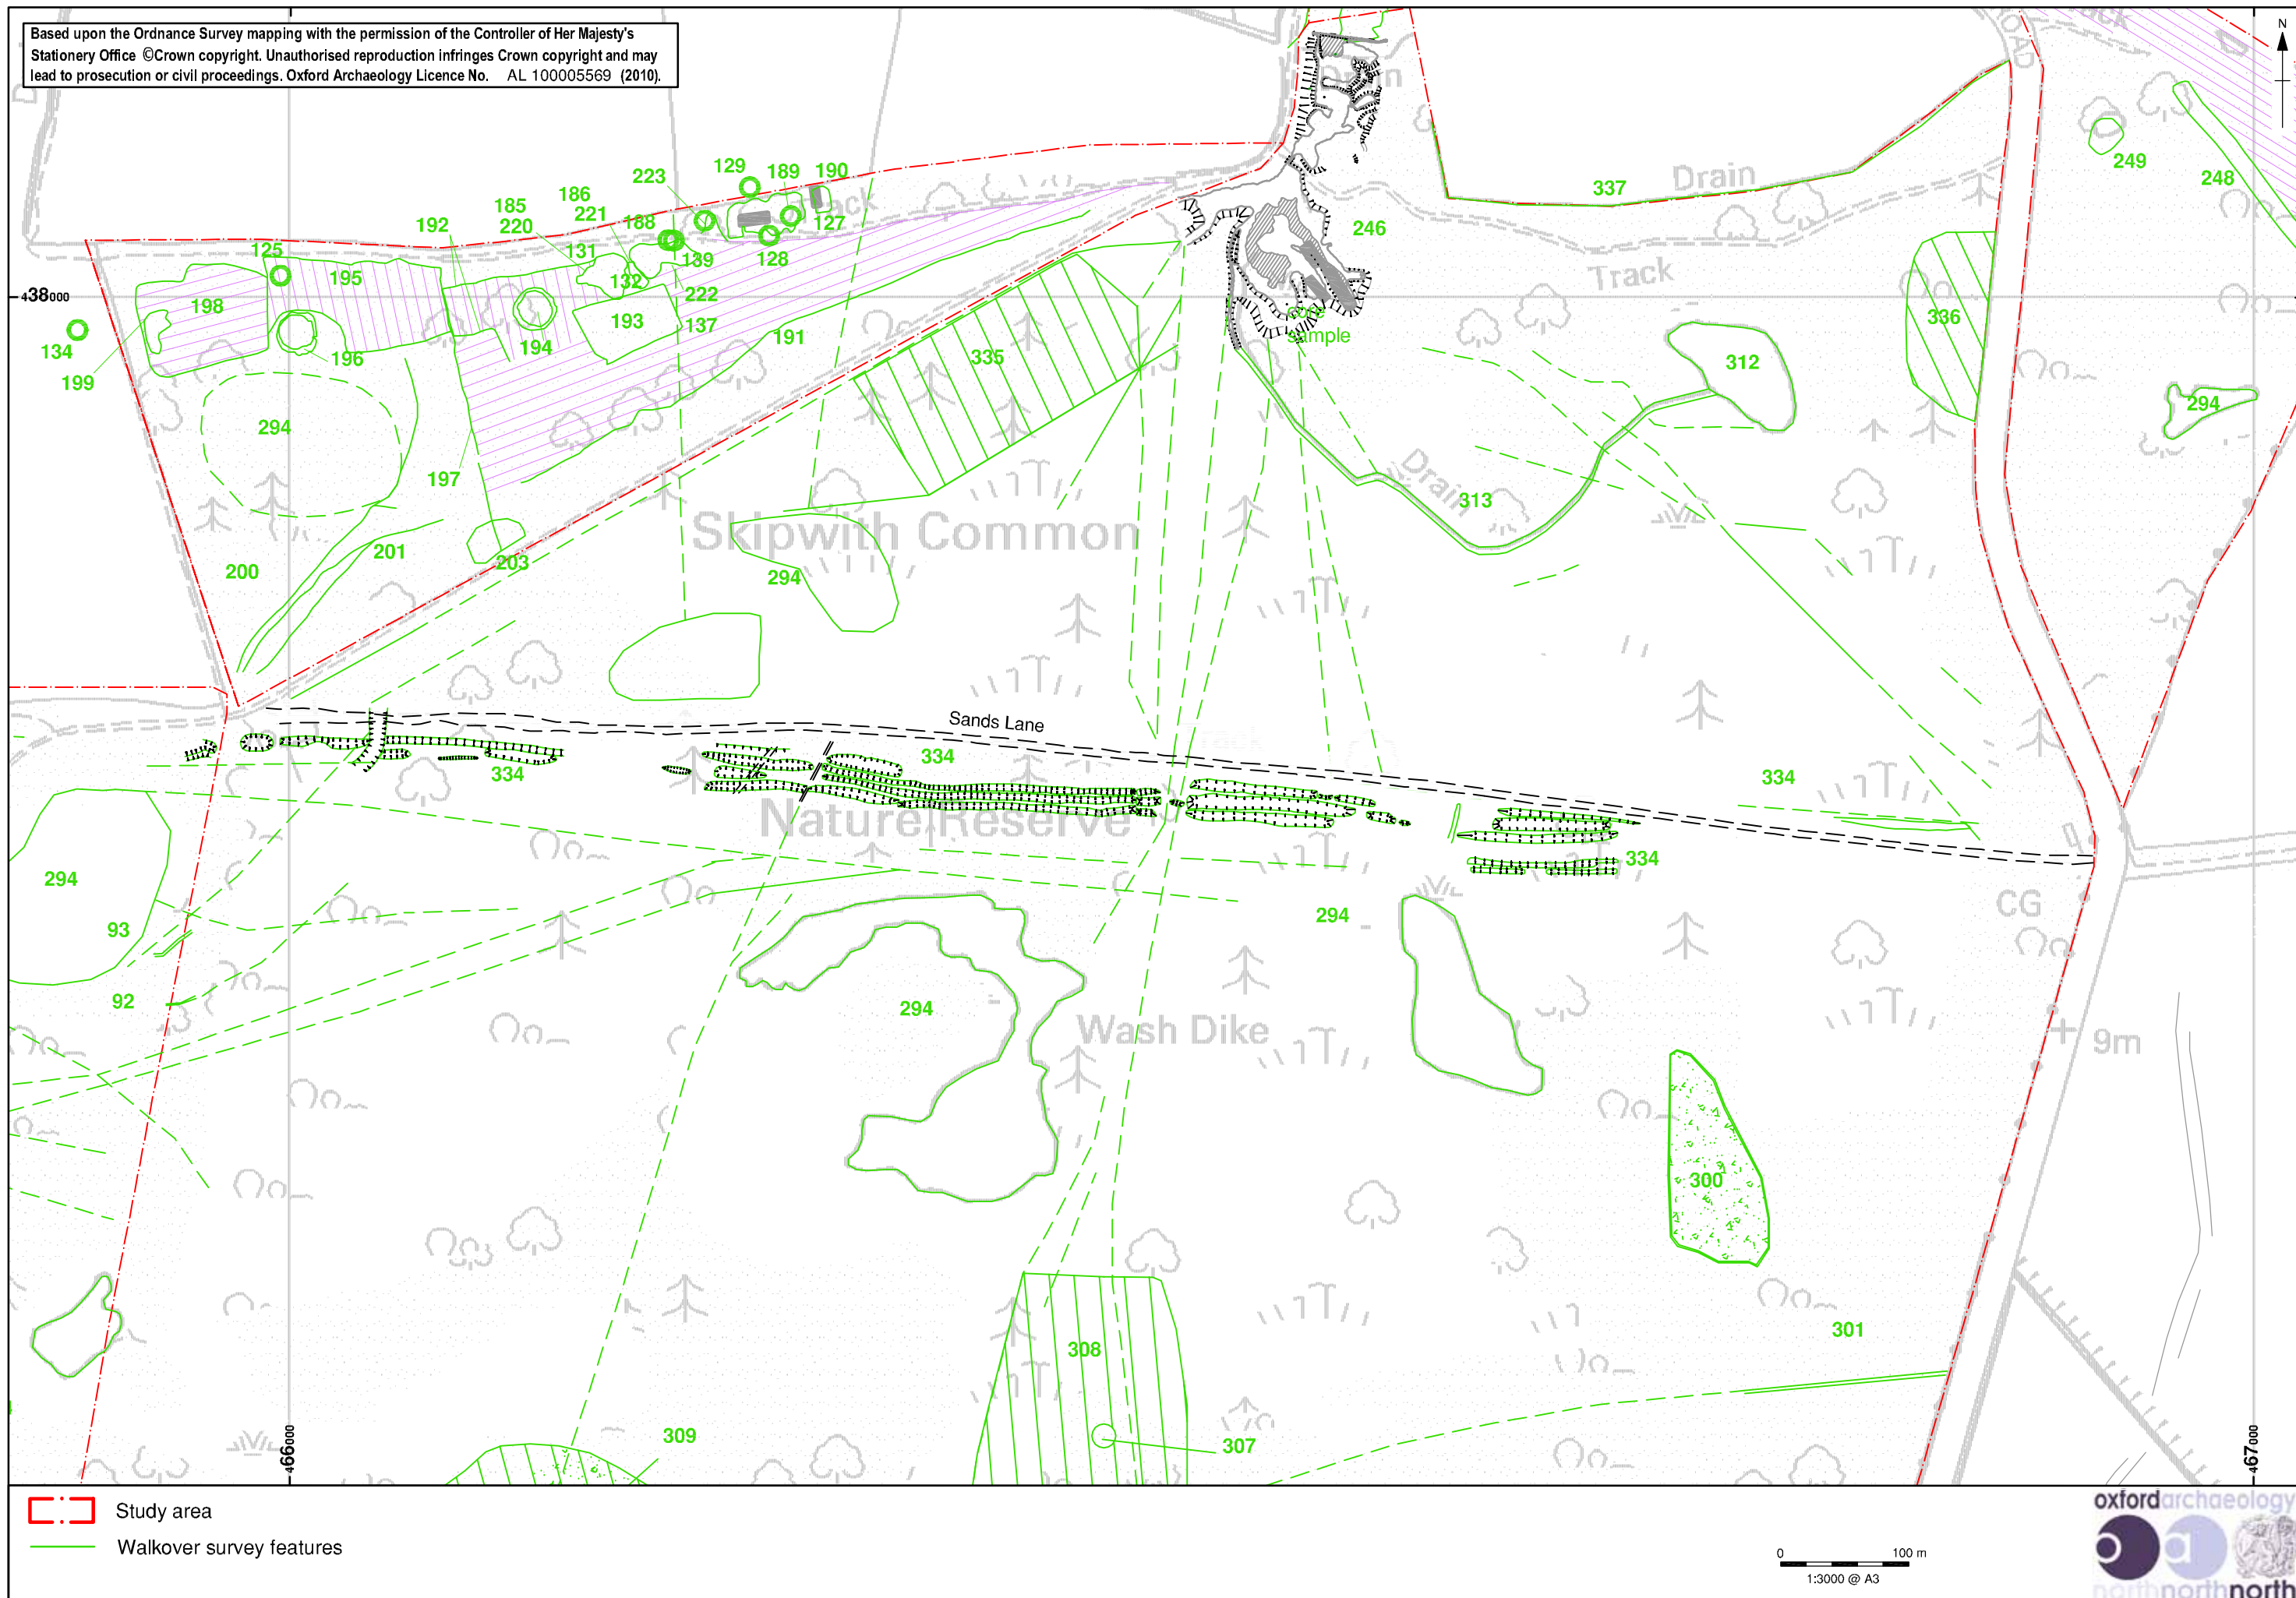 Based upon the Ordnance Survey mapping with the permission of the Controller of Her Majesty's
Stationery Office ©Crown copyright. Unauthorised reproduction infringes Crown copyright and may
lead to prosecution or civil proceedings. Oxford Archaeology Licence No. AL 100005569 (2010).
N
Drain
ROAD
Track
249
248
129
189
190
223
Track
127
186
185
221
220
188
192
131
139
128
132
222
125
195
198
438000
193
137
191
194
196
134
199
294
197
200
201
203
246
core
sample
335
337
Drain
Track
336
312
294
Drain
313
Skipwith Common
294
Sands Lane
334
334
334
334
Nature Reserve
294
93
92
294
294
Wash Dike
CG
9m
300
301
308
307
309
466000
467000
Study area
Walkover survey features
0
100 m
1:3000 @ A3
oxfordarchaeology
northnorthnorth